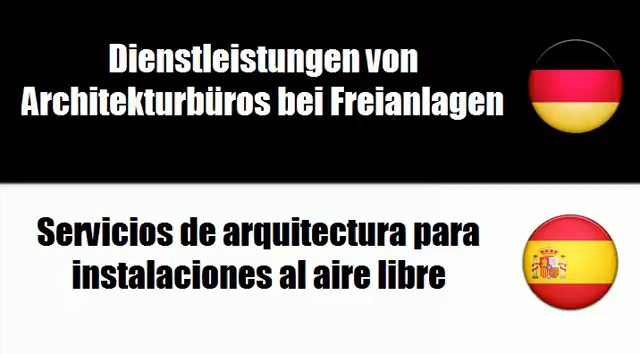 Dienstleistungen von
Architekturbüros bei Freianlagen
Servicios de arquitectura para
instalaciones al aire libre